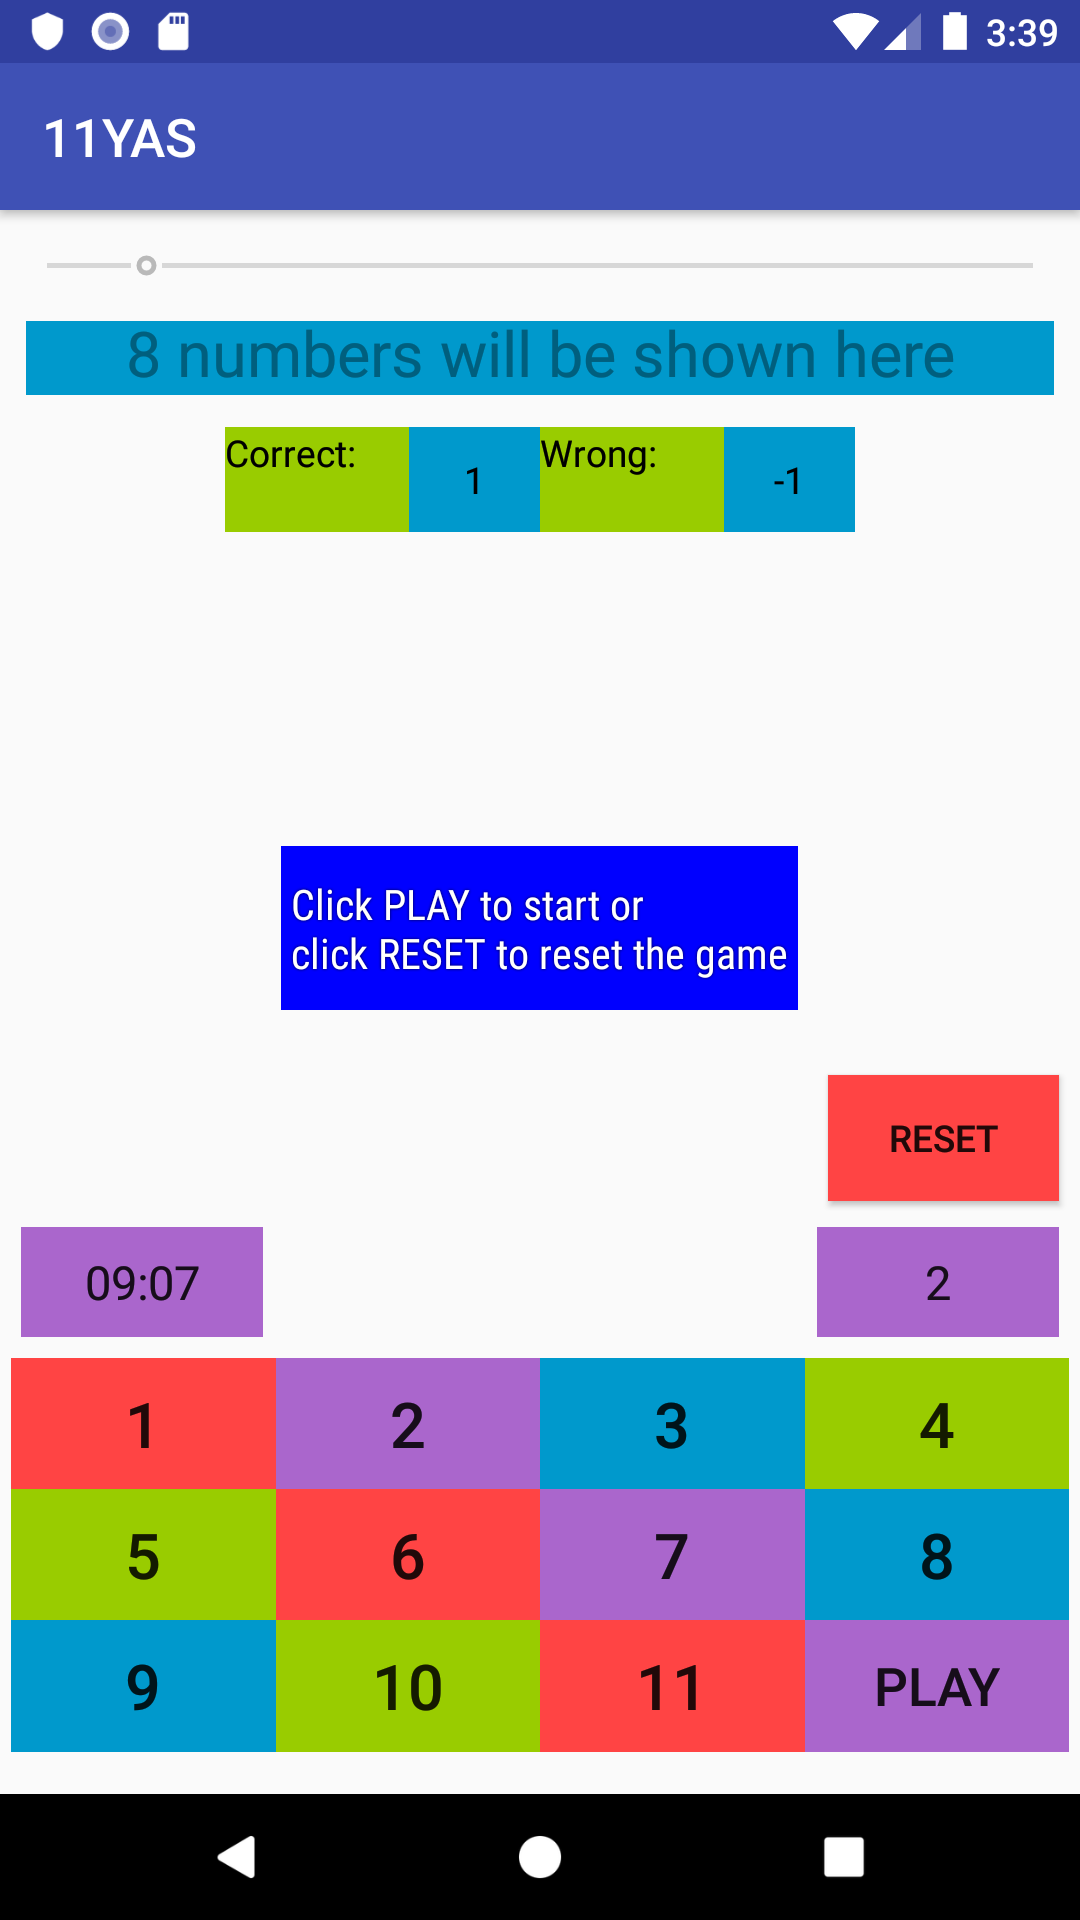 3:39
11YAS
8 numbers will be shown here
Correct: 1 Wrong: -1
Click PLAY to start or
click RESET to reset the game
RESET
09:07 2
1 2 3 4
5 6 7 8
9 10 11 PLAY